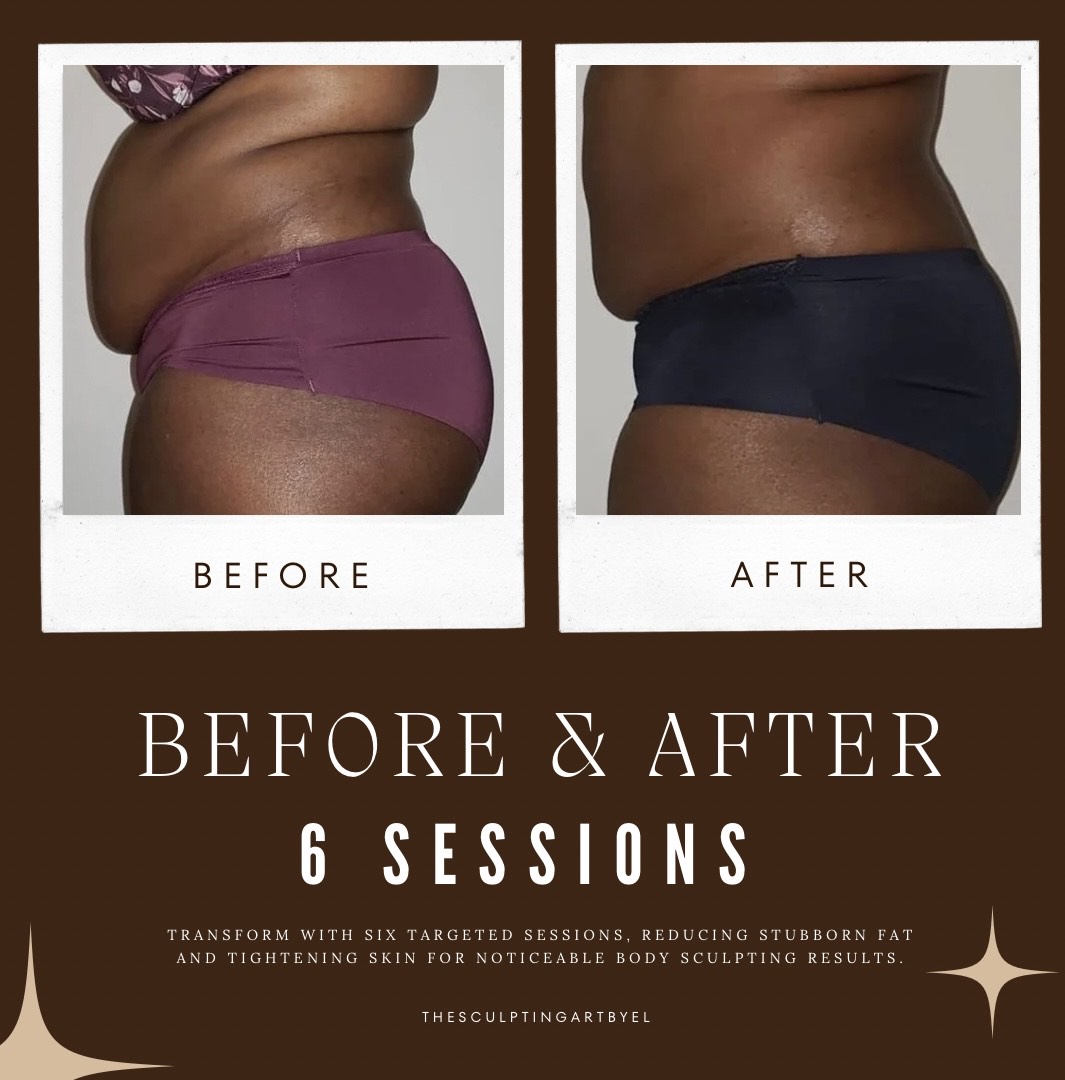 BEFORE
AFTER
BEFORE & AFTER
6 SESSIONS
TRANSFORM WITH SIX TARGETED SESSIONS, REDUCING STUBBORN FAT
AND TIGHTENING SKIN FOR NOTICEABLE BODY SCULPTING RESULTS.
THESCULPTINGARTBYEL